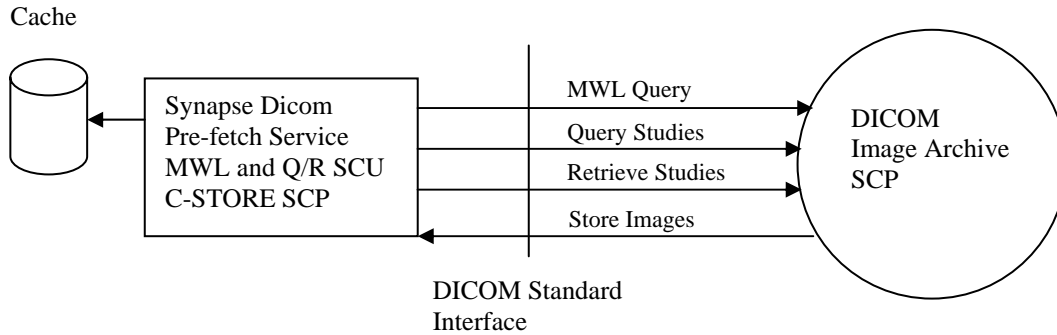 Cache
Synapse Dicom
Pre-fetch Service
MWL and Q/R SCU
C-STORE SCP
MWL Query
Query Studies
Retrieve Studies
Store Images
DICOM
Image Archive
SCP
DICOM Standard
Interface